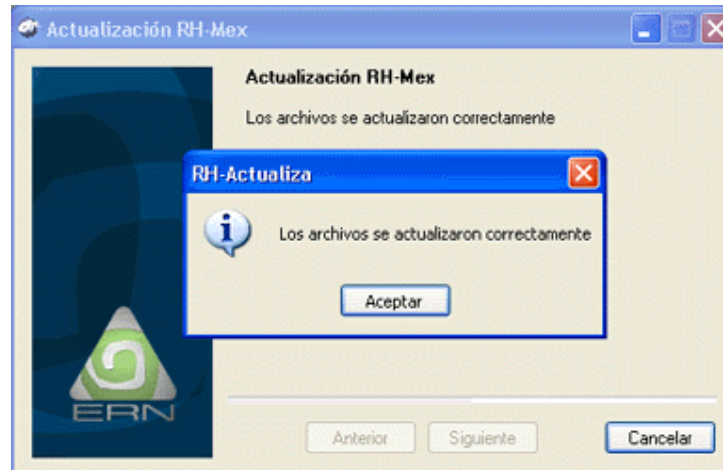 Actualización RH-Mex
Actualización RH-Mex
Los archivos se actualizaron correctamente
RH-Actualiza
Los archivos se actualizaron correctamente
Aceptar
ERN
Anterior
Siguiente
Cancelar